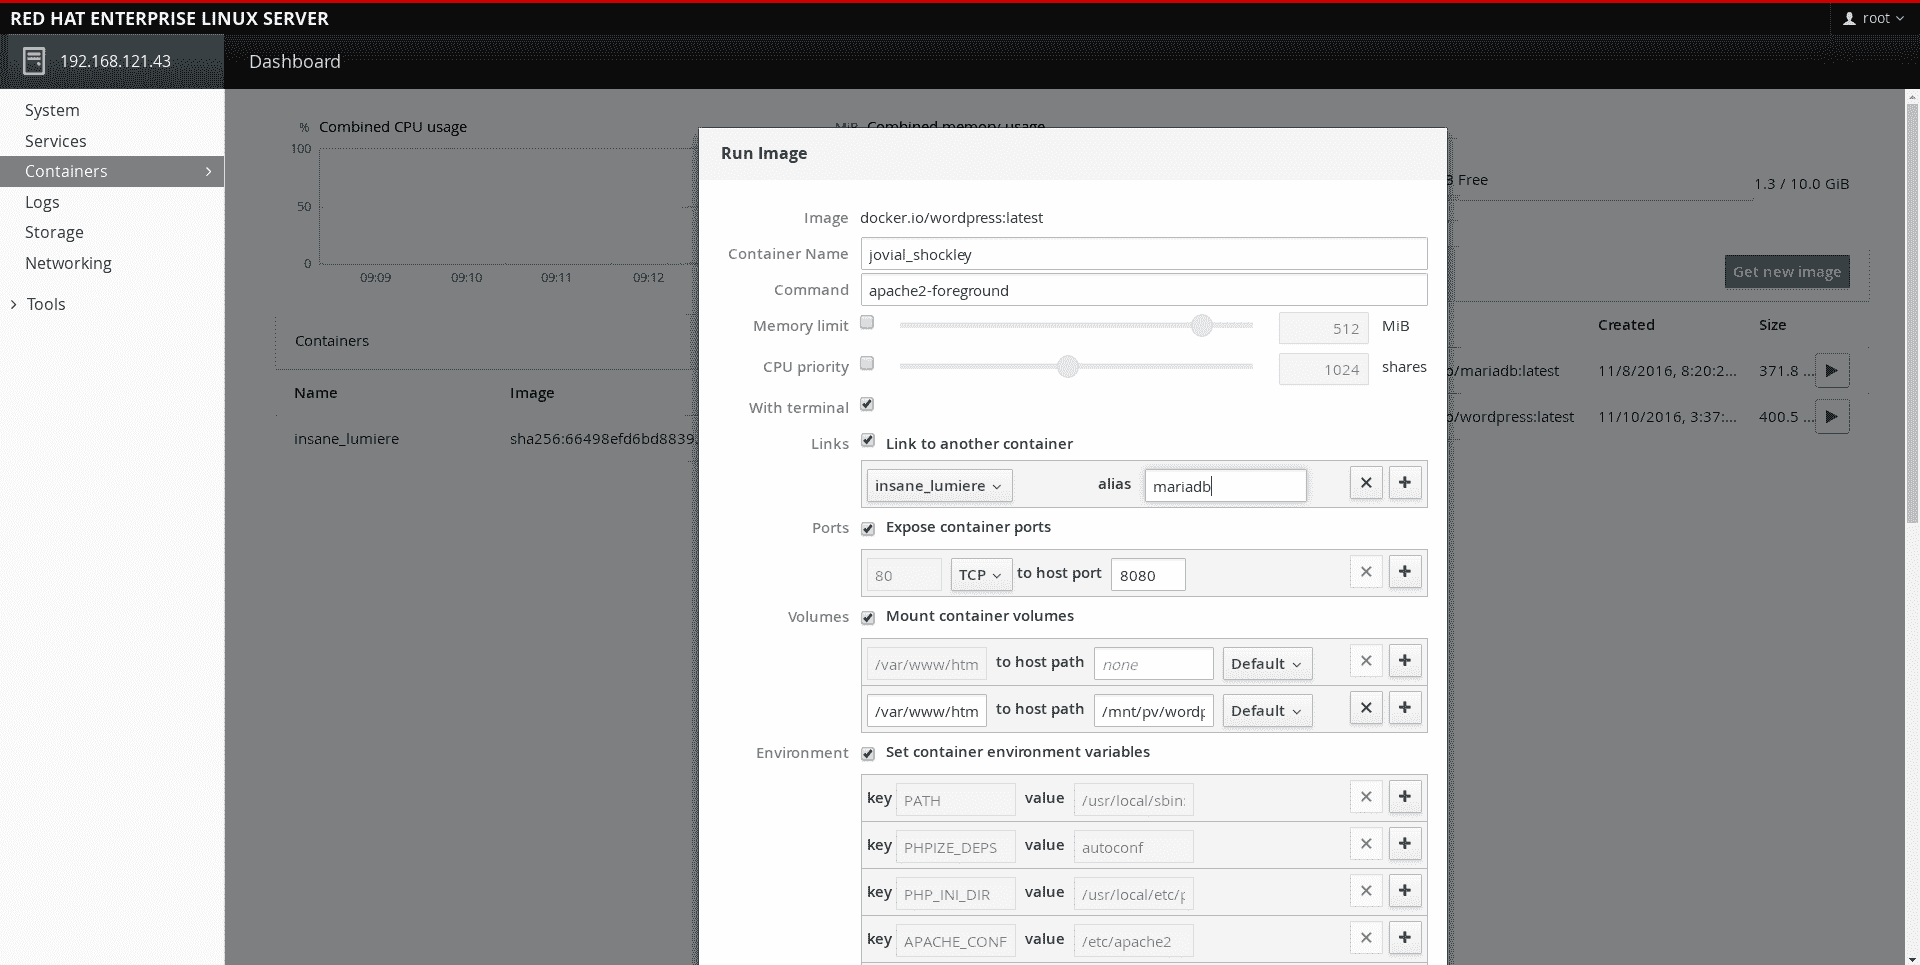 RED HAT ENTERPRISE LINUX SERVER
root
192.168.121.43
Dashboard
System
Services
Containers
Logs
Storage
Networking
Tools
% Combined CPU usage
100
50
0
09:09 09:10 09:11 09:12
MiB Combined memory usage
Free
1.3 / 10.0 GiB
Get new image
Containers
Name Image
insane_lumiere sha256:66498efd6bd8839.
Created Size
/mariadb:latest 11/8/2016, 8:20:2... 371.8 ...
/wordpress:latest 11/10/2016, 3:37:... 400.5 ...
Run Image
Image docker.io/wordpress:latest
Container Name jovial_shockley
Command apache2-foreground
Memory limit 512 MiB
CPU priority 1024 shares
With terminal
Links Link to another container
insane_lumiere alias mariadb
Ports Expose container ports
80 TCP to host port 8080
Volumes Mount container volumes
/var/www/htm to host path none Default
/var/www/htm to host path /mnt/pv/wordp Default
Environment Set container environment variables
key PATH value /usr/local/sbin:
key PHPIZE_DEPS value autoconf
key PHP_INI_DIR value /usr/local/etc/p
key APACHE_CONF value /etc/apache2